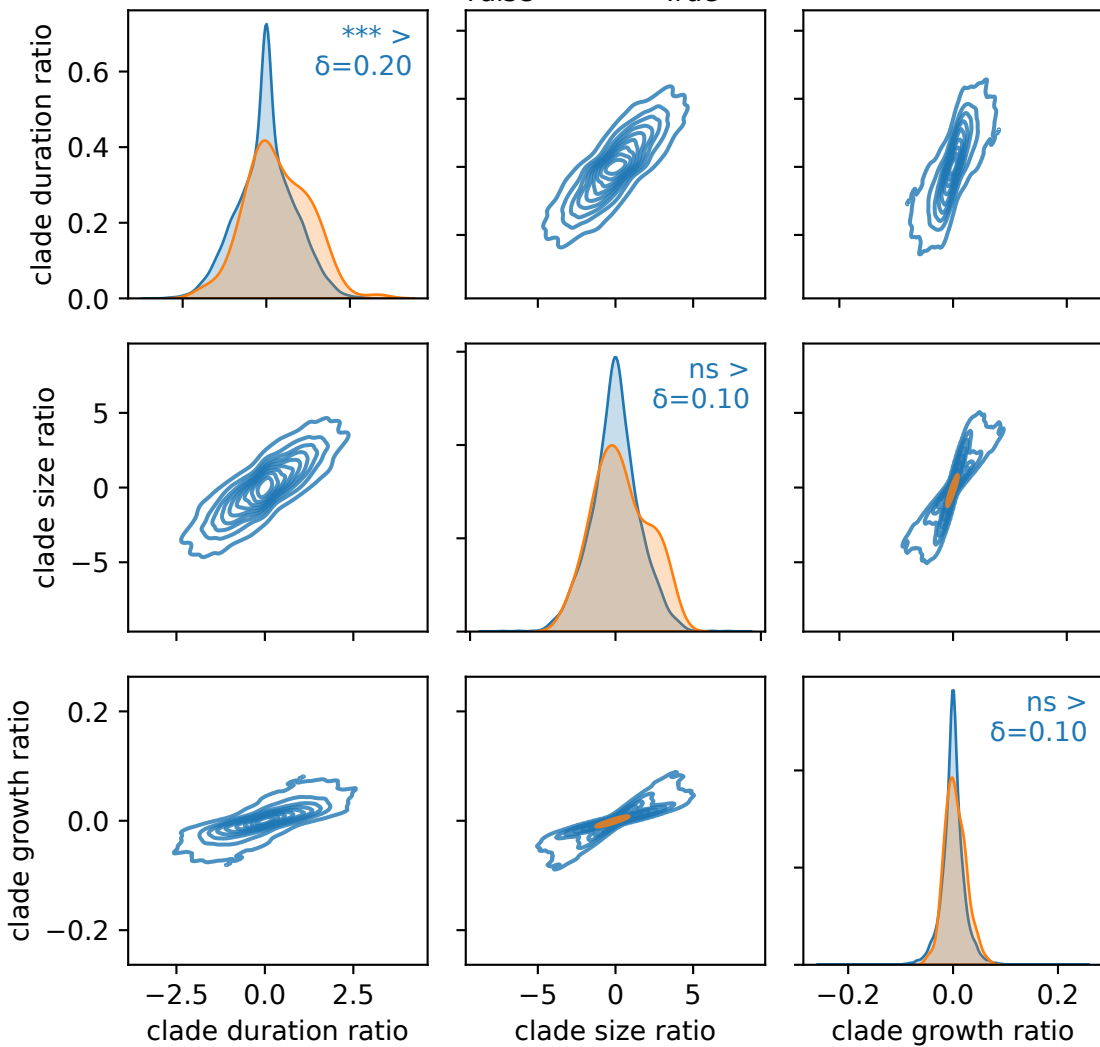 clade duration ratio
0.6
0.4
0.2
0.0
*** >
δ=0.20
clade size ratio
5
0
−5
ns >
δ=0.10
clade growth ratio
0.2
0.0
−0.2
ns >
δ=0.10
−2.5 0.0 2.5
clade duration ratio
−5 0 5
clade size ratio
−0.2 0.0 0.2
clade growth ratio